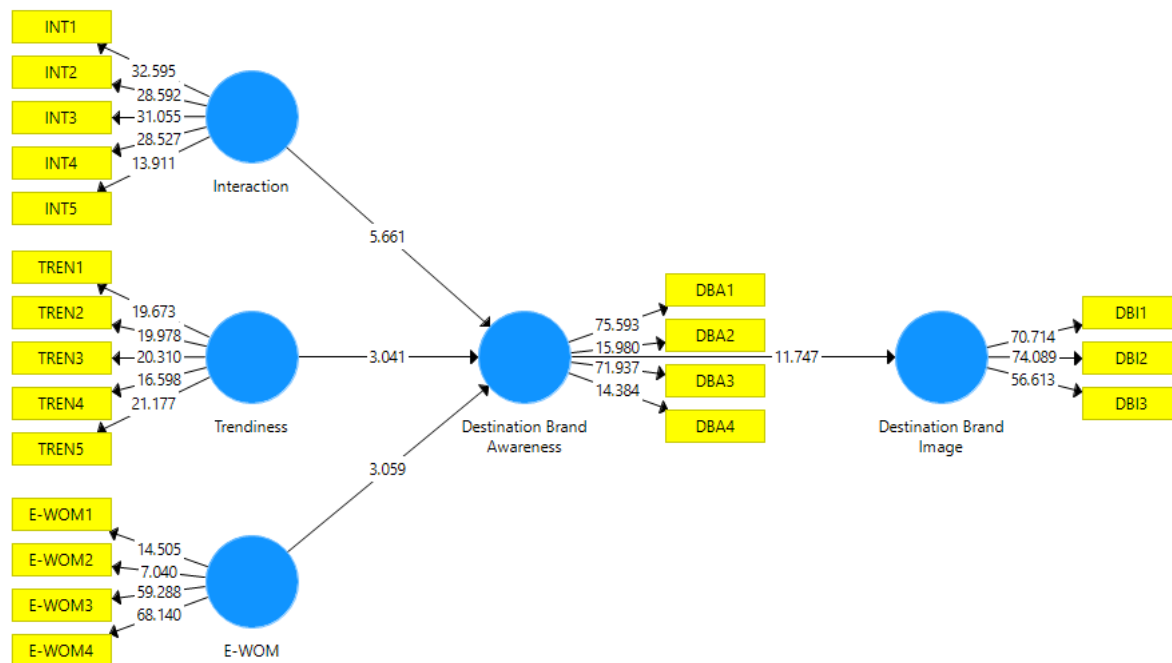 INT1
INT2
INT3
INT4
INT5
32.595
28.592
31.055
28.527
13.911
Interaction
5.661
TREN1
TREN2
TREN3
TREN4
TREN5
19.673
19.978
20.310
16.598
21.177
Trendiness
3.041
E-WOM1
E-WOM2
E-WOM3
E-WOM4
14.505
7.040
59.288
68.140
E-WOM
3.059
Destination Brand
Awareness
75.593
15.980
71.937
14.384
DBA1
DBA2
DBA3
DBA4
11.747
Destination Brand
Image
70.714
74.089
56.613
DBI1
DBI2
DBI3